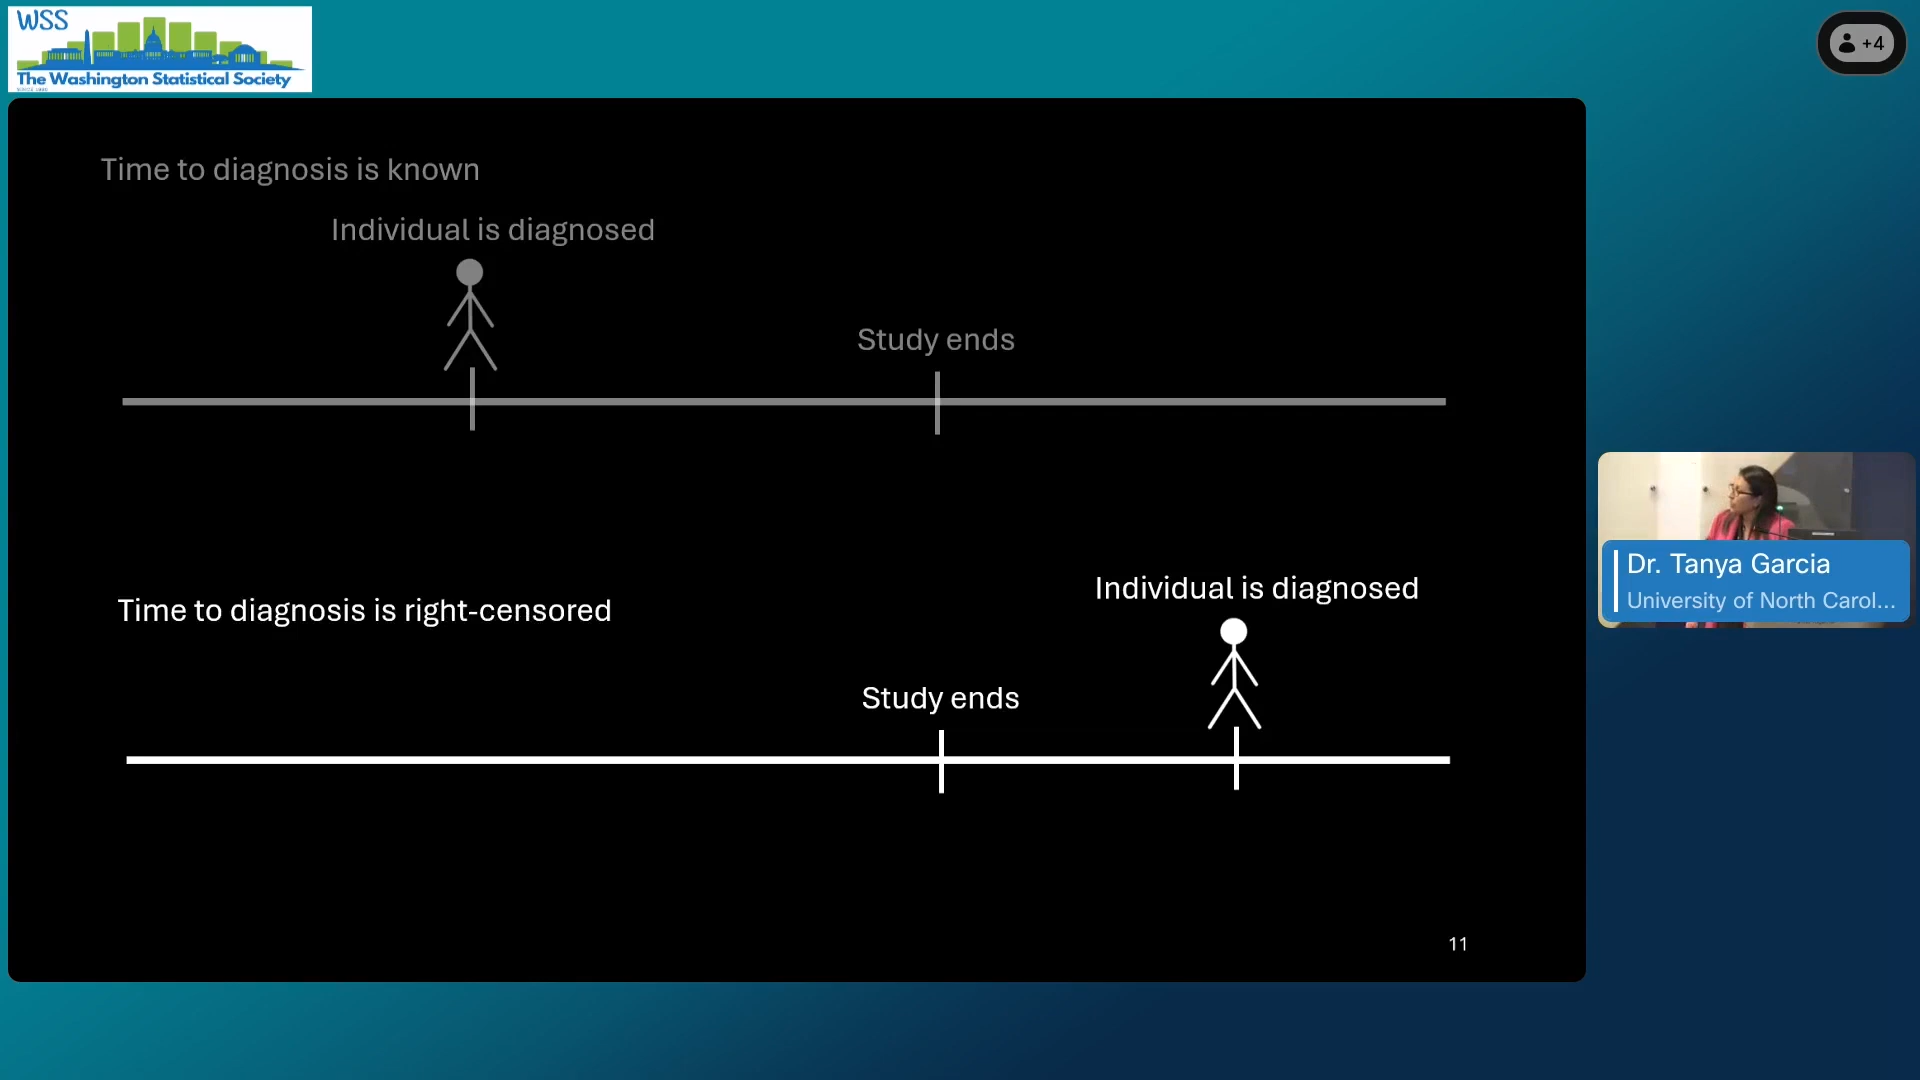 WSS
The Washington Statistical Society
+4
Time to diagnosis is known
Individual is diagnosed
Study ends
Time to diagnosis is right-censored
Individual is diagnosed
Study ends
11
Dr. Tanya Garcia
University of North Carol...